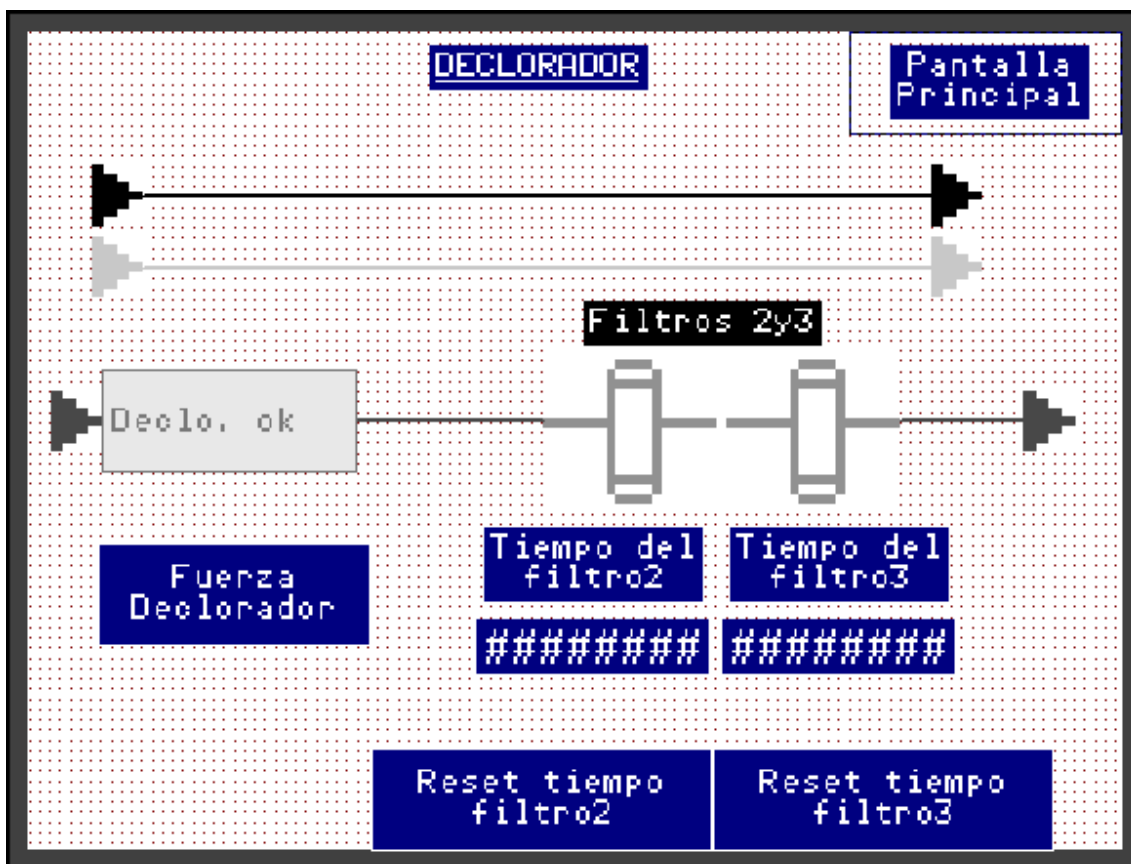 DECLORADOR
Pantalla
Principal
Filtros 2y3
Declo. ok
Tiempo del
filtro2
Tiempo del
filtro3
Fuerza
Declorador
########
########
Reset tiempo
filtro2
Reset tiempo
filtro3